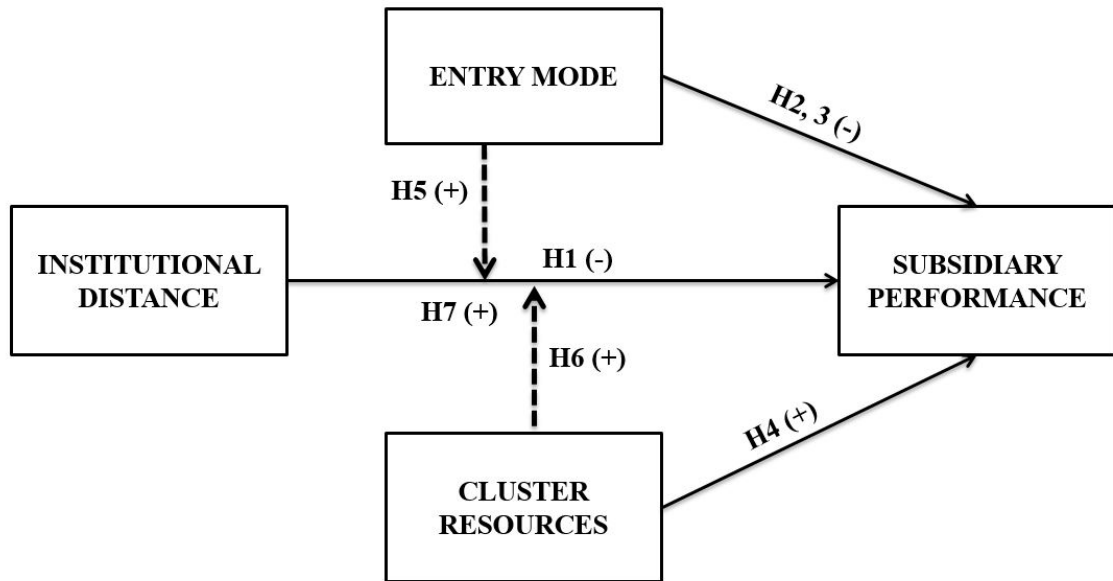 ENTRY MODE
H2, 3 (-)
H5 (+)
INSTITUTIONAL
DISTANCE
H1 (-)
SUBSIDIARY
PERFORMANCE
H7 (+)
H6 (+)
H4 (+)
CLUSTER
RESOURCES